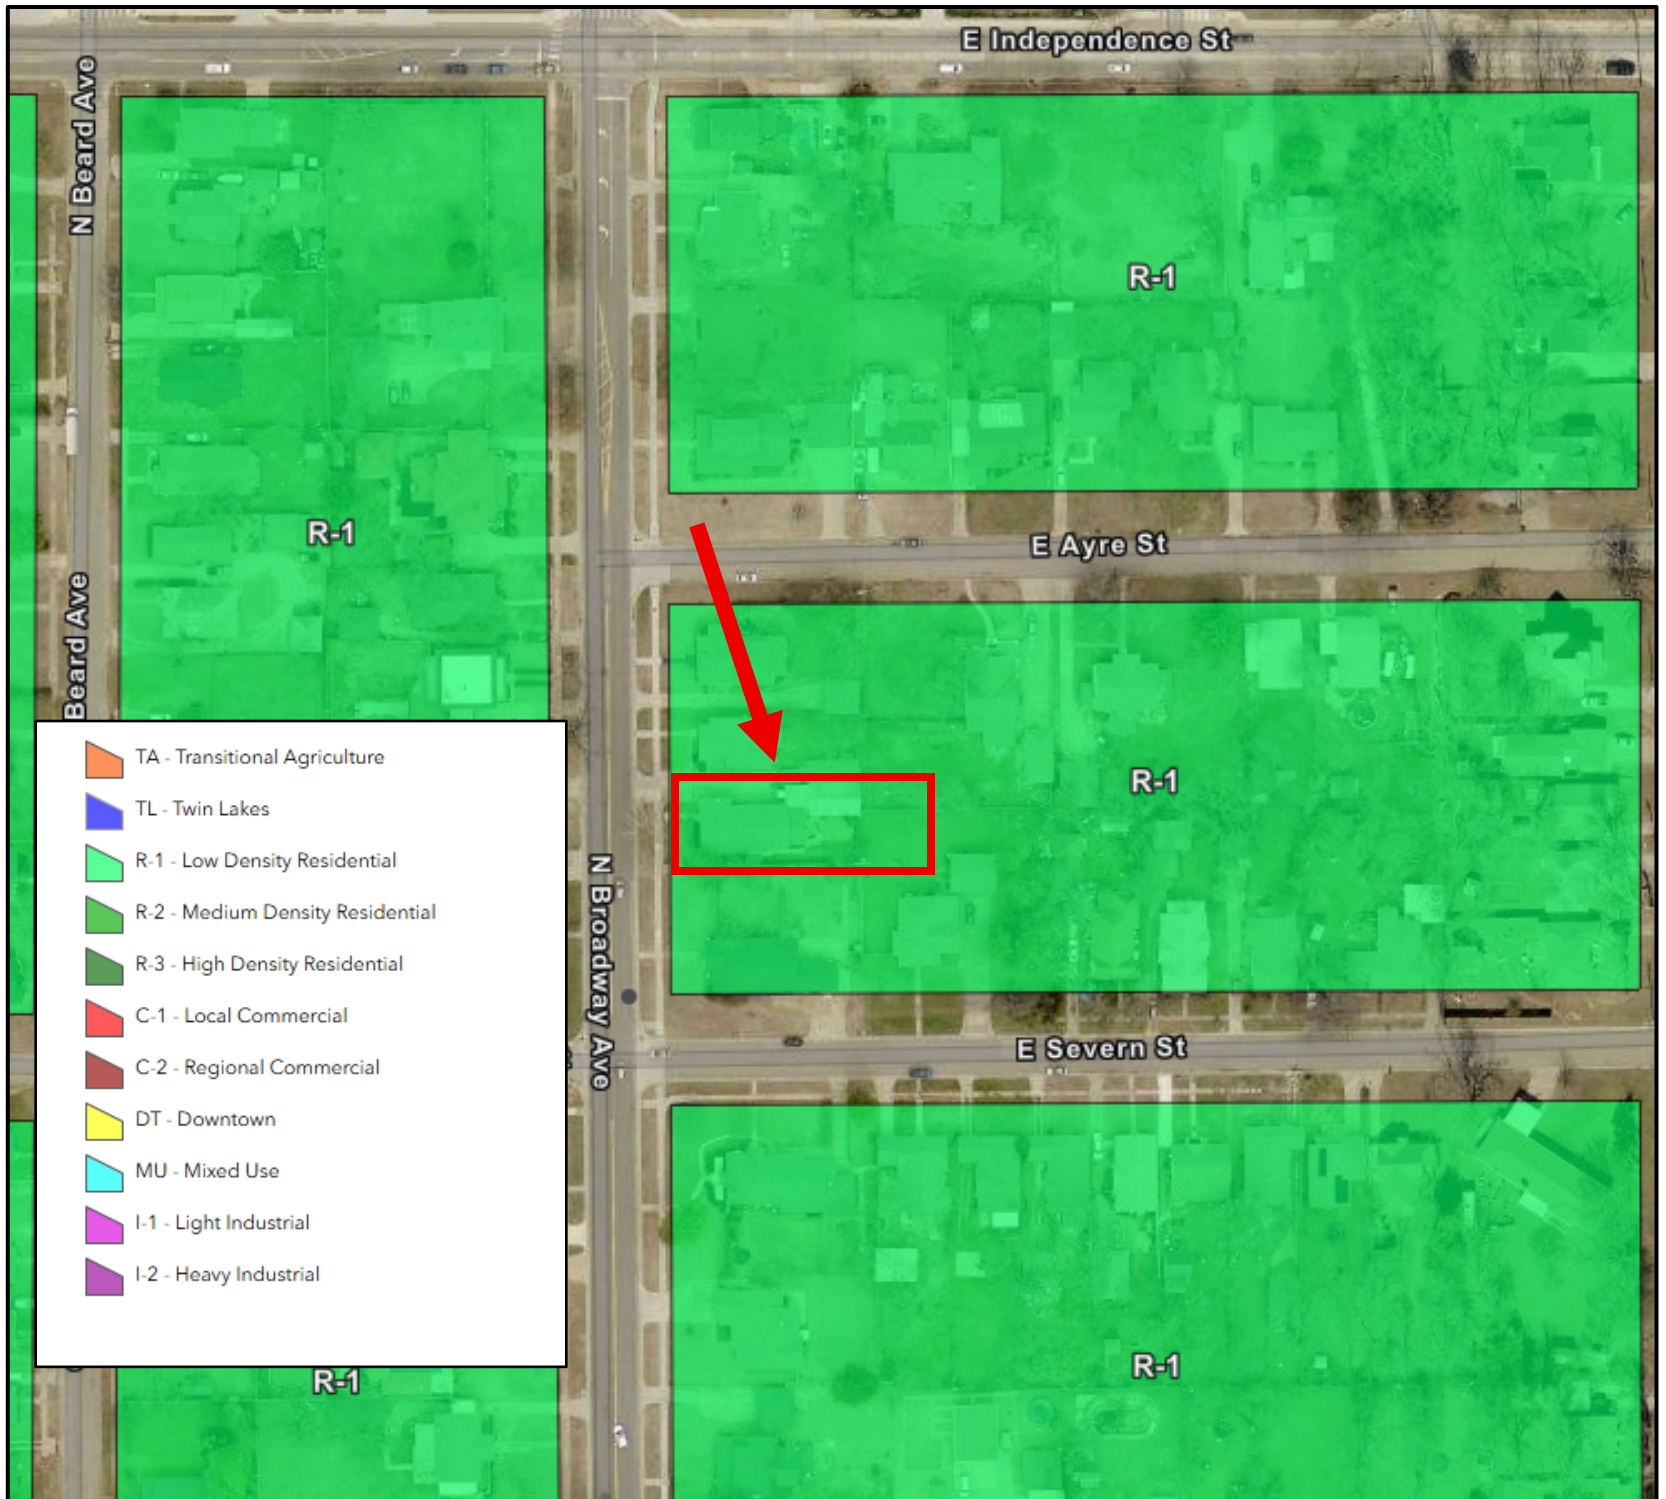 E Independence St
N Beard Ave
R-1
R-1
E Ayre St
Beard Ave
R-1
N Broadway Ave
E Severn St
TA - Transitional Agriculture
TL - Twin Lakes
R-1 - Low Density Residential
R-2 - Medium Density Residential
R-3 - High Density Residential
C-1 - Local Commercial
C-2 - Regional Commercial
DT - Downtown
MU - Mixed Use
I-1 - Light Industrial
I-2 - Heavy Industrial
R-1
R-1